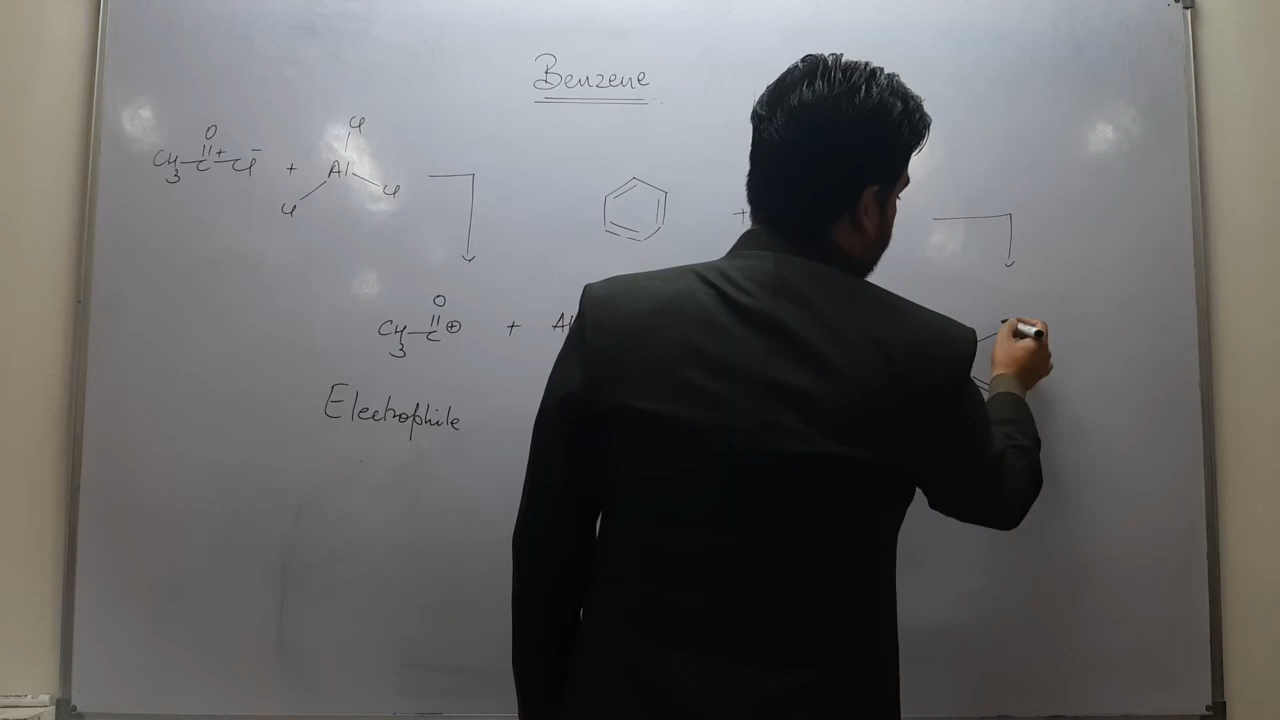 Benzene
O
Cl
CH3 – C+ – Cl− + Al
Cl
Cl
+
O
CH3 – C ⊕ + Al
Electrophile